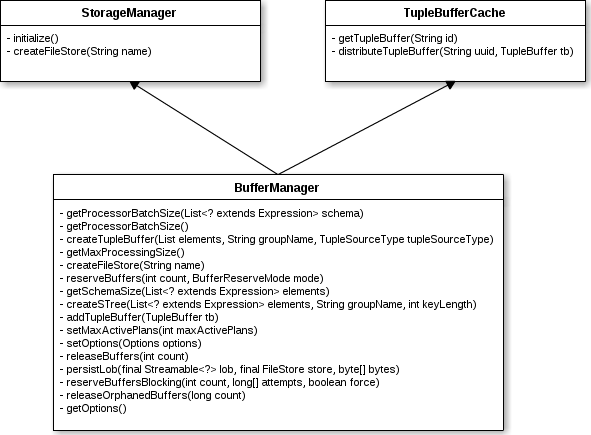 StorageManager
- initialize()
- createFileStore(String name)
TupleBufferCache
- getTupleBuffer(String id)
- distributeTupleBuffer(String uuid, TupleBuffer tb)
BufferManager
- getProcessorBatchSize(List<? extends Expression> schema)
- getProcessorBatchSize()
- createTupleBuffer(List elements, String groupName, TupleSourceType tupleSourceType)
- getMaxProcessingSize()
- createFileStore(String name)
- reserveBuffers(int count, BufferReserveMode mode)
- getSchemaSize(List<? extends Expression> elements)
- createSTree(List<? extends Expression> elements, String groupName, int keyLength)
- addTupleBuffer(TupleBuffer tb)
- setMaxActivePlans(int maxActivePlans)
- setOptions(Options options)
- releaseBuffers(int count)
- persistLob(final Streamable<?> lob, final FileStore store, byte[] bytes)
- reserveBuffersBlocking(int count, long[] attempts, boolean force)
- releaseOrphanedBuffers(long count)
- getOptions()